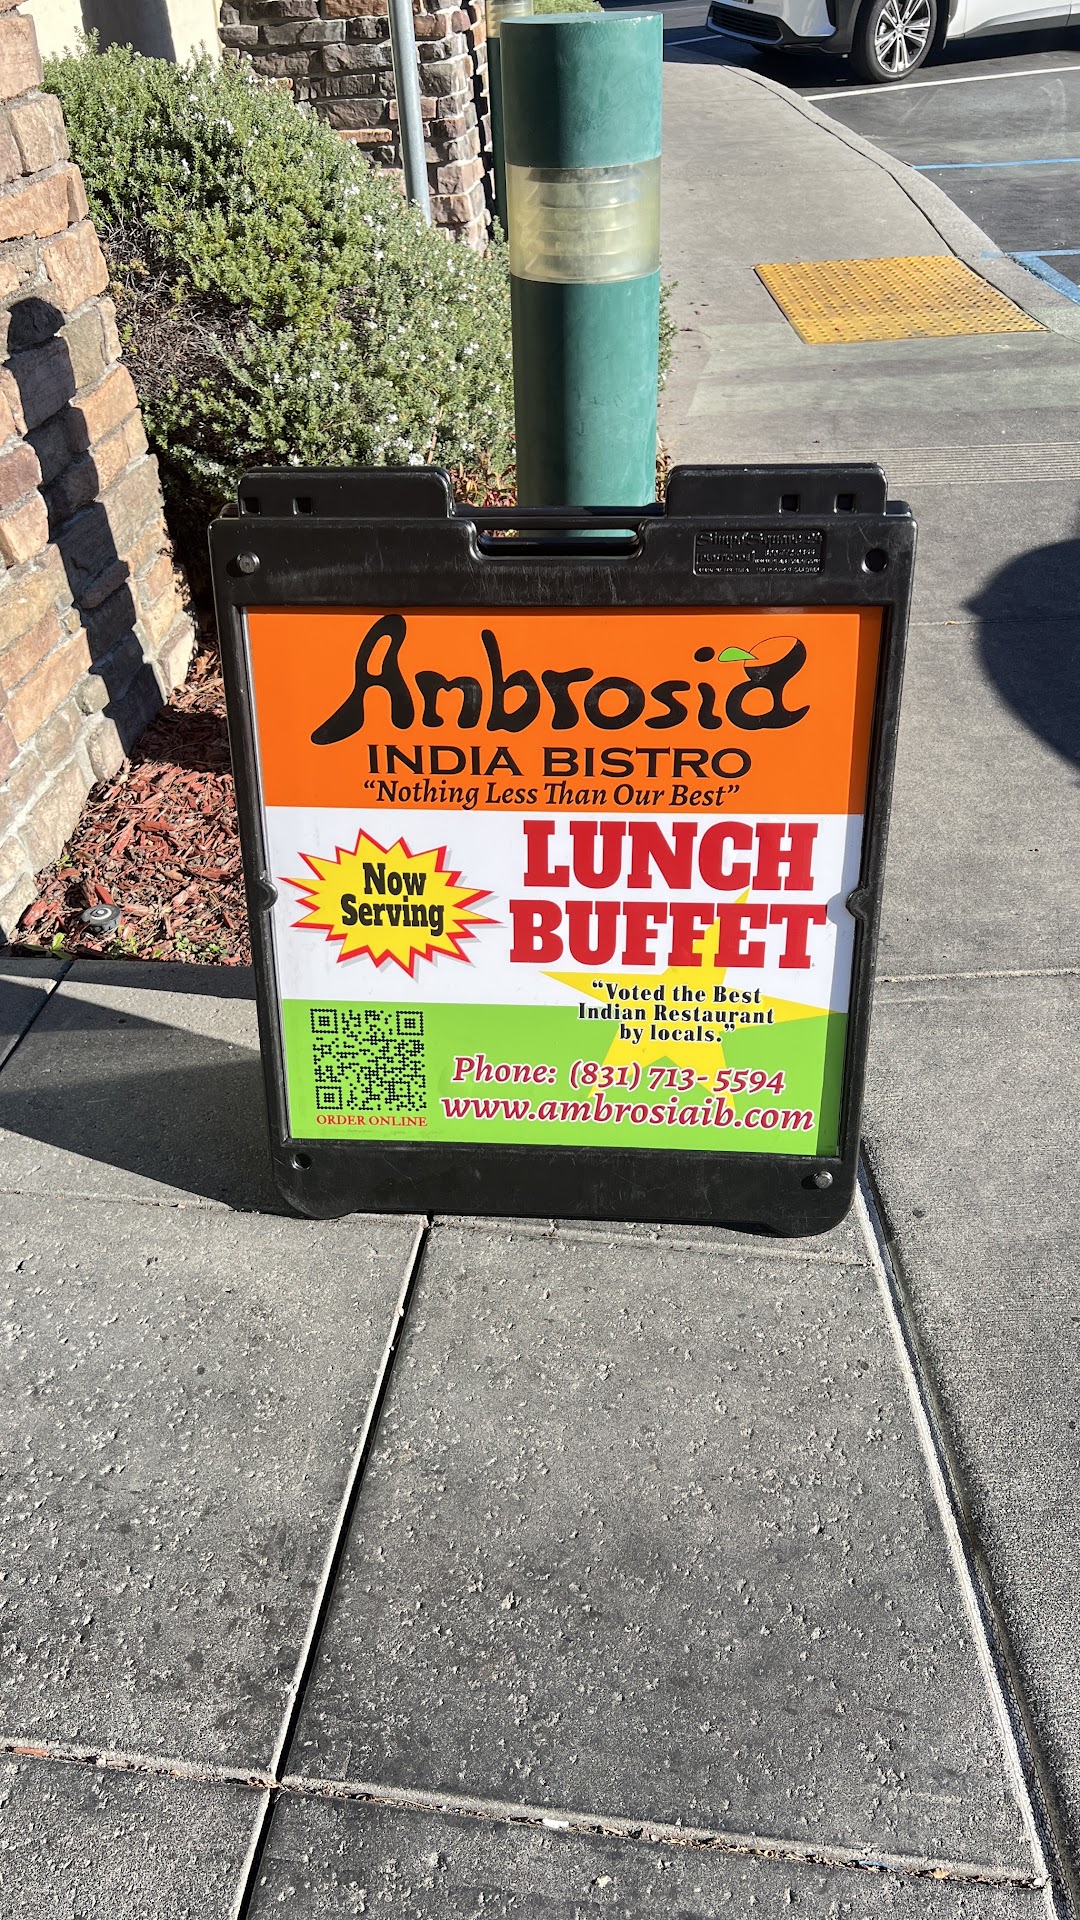 Ambrosia
INDIA BISTRO
“Nothing Less Than Our Best”
Now
Serving
LUNCH
BUFFET
“Voted the Best
Indian Restaurant
by locals.”
Phone: (831) 713-5594
www.ambrosiaib.com
ORDER ONLINE